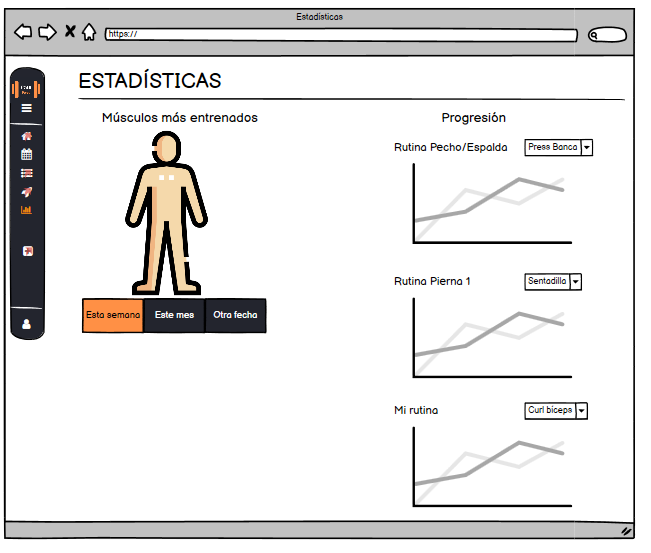 Estadísticas
https://
ESTADÍSTICAS
Músculos más entrenados
Progresión
Rutina Pecho/Espalda
Press Banca
Rutina Pierna 1
Sentadilla
Esta semana
Este mes
Otra fecha
Mi rutina
Curl biceps